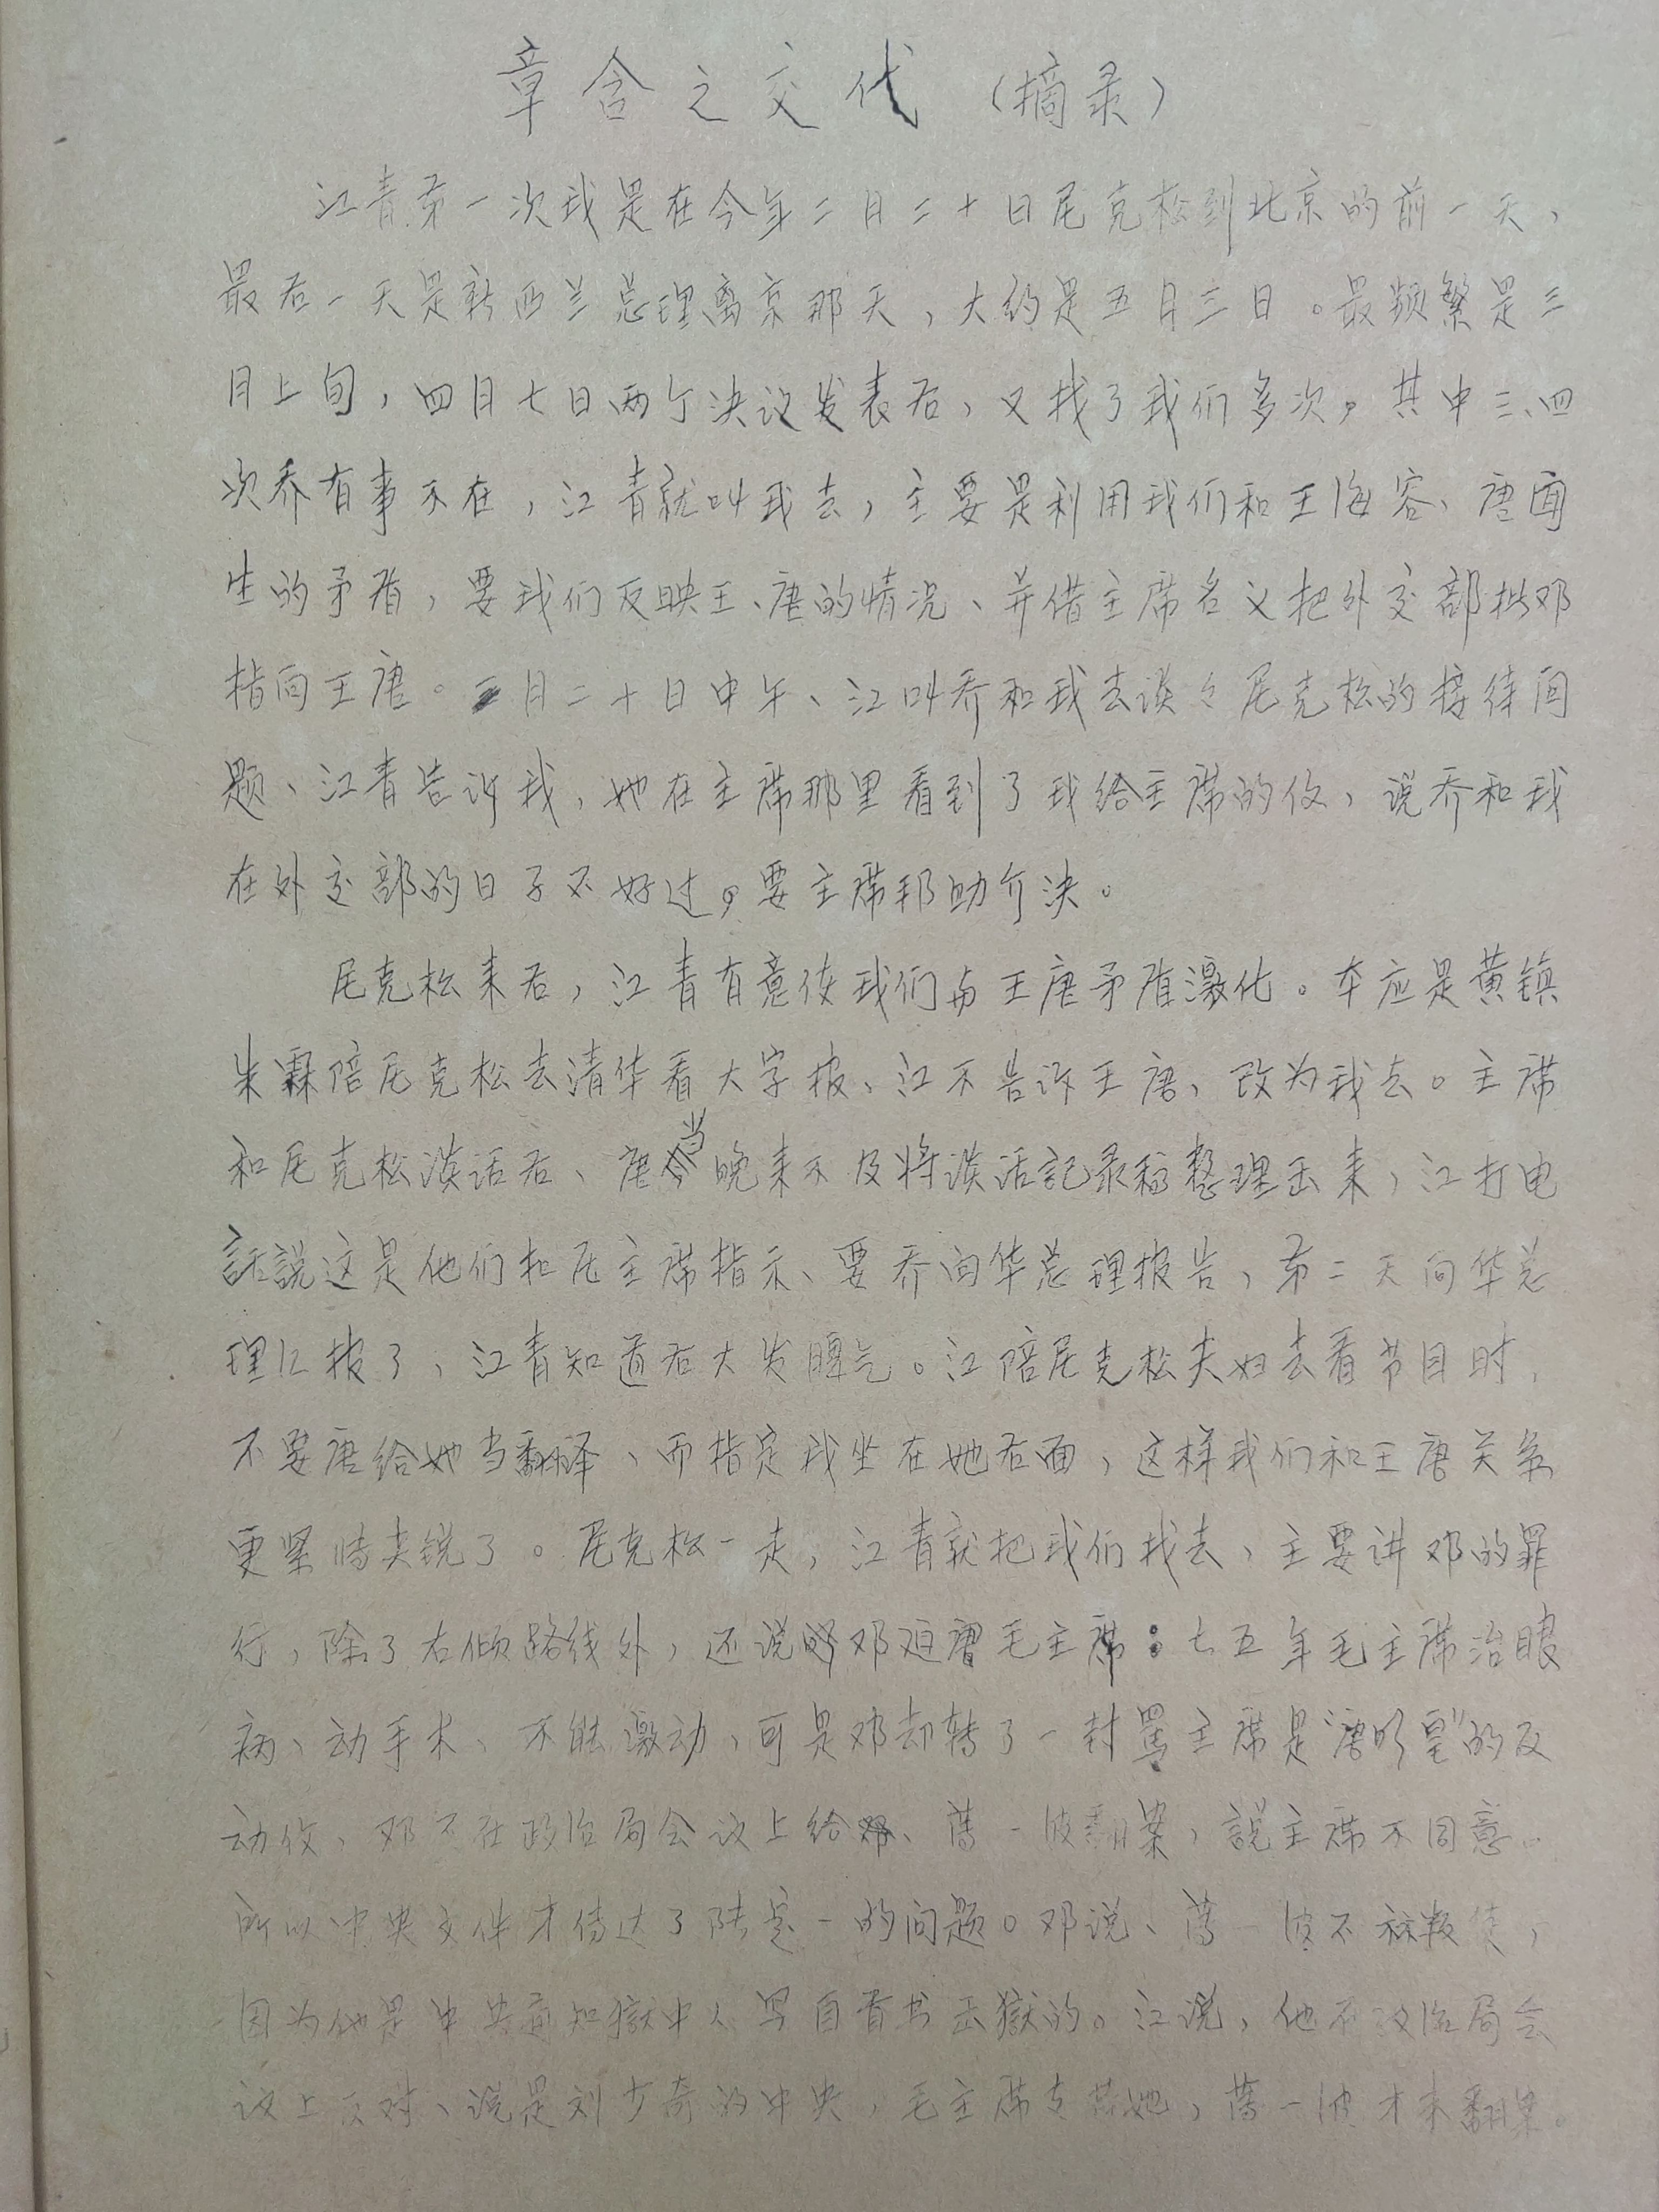 章含之交代（摘录）
江青第一次我是在今年二月二十日尼克松到北京的前一天，
最后一天是新西兰总理离京那天，大约是五月三日。最频繁是三
月上旬，四月七日两个决议发表后，又找了我们多次，其中三、四
次乔有事不在，江青就叫我去，主要是利用我们和王海容、唐闻
生的矛盾，要我们反映王、唐的情况、并借主席名义把外交部批邓
指向王唐。二月二十日中午、江叫乔和我去谈〻尼克松的接待问
题、江青告诉我，她在主席那里看到了我给主席的信，说乔和我
在外交部的日子不好过，要主席邦助介决。
尼克松来后，江青有意使我们与王唐矛盾激化。本应是黄镇
朱霖陪尼克松去清华看大字报、江不告诉王唐、改为我去。主席
和尼克松谈话后、唐当晚来不及将谈话記录稿整理出来，江打电
話說这是他们扣压主席指示、要乔向华总理报告，第二天向华总
理汇报了，江青知道后大发脾气。江陪尼克松夫妇去看节目时，
不要唐给她当翻译、而指定我坐在她右面，这样我们和王唐关系
更紧张尖锐了。尼克松一走，江青就把我们找去、主要讲邓的罪
行，除了右倾路线外，还说邓迫害毛主席：七五年毛主席治眼
病、动手术、不能激动、可是邓却转了一封骂主席是“唐明皇”的反
动信、邓又在政治局会议上给、薄一波翻案，説主席不同意。
所以中央文件才传达了陆定一的问题。邓说、薄一波不祘叛徒，
因为他是中共通知獄中人写自首书出獄的。江说，他在政治局会
议上反对、说是刘少奇的中央，毛主席支持她，薄一波才未翻案。